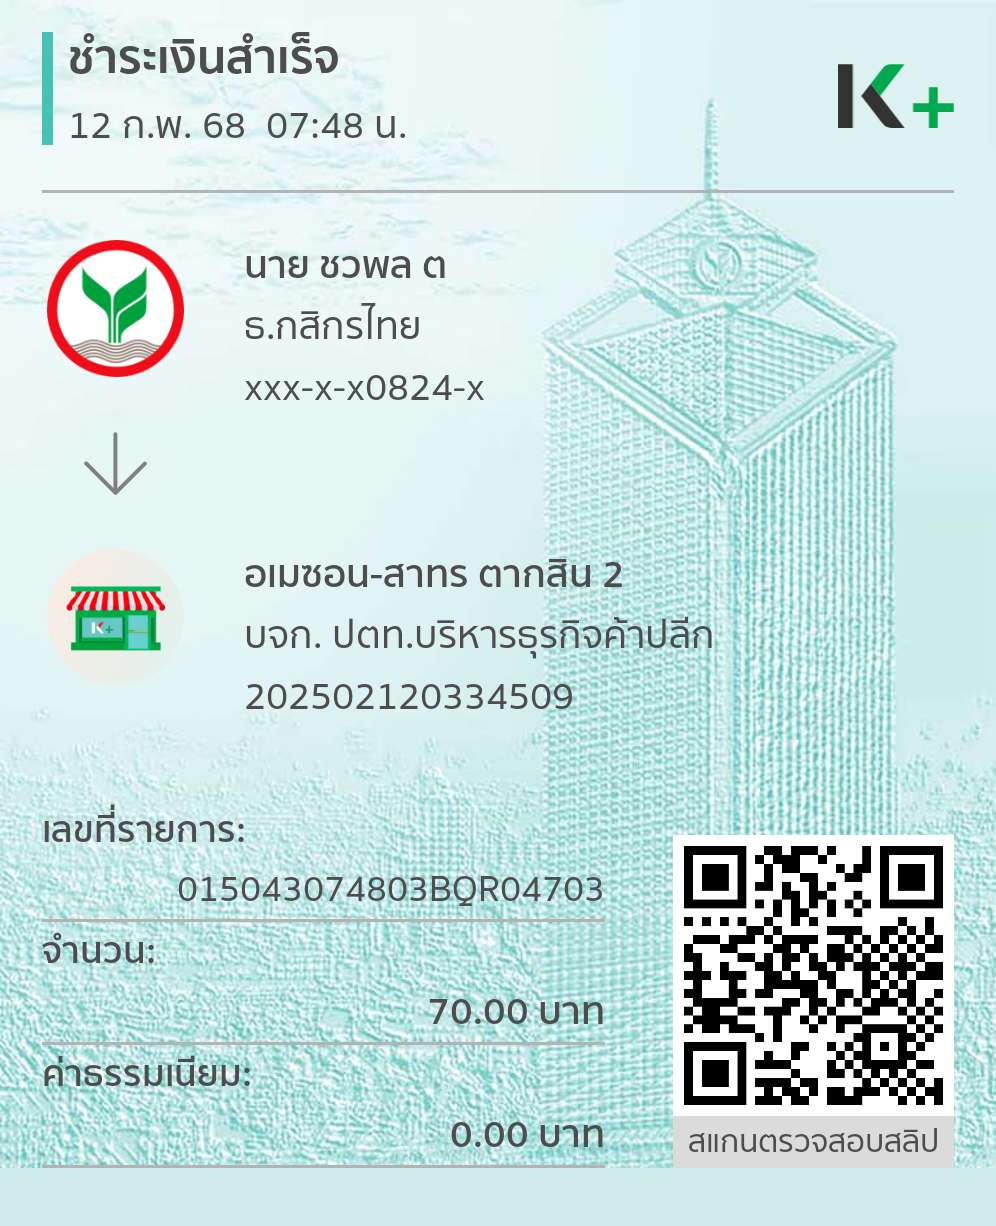 ชำระเงินสำเร็จ
12 ก.พ. 68 07:48 น.
K+
นาย ชวพล ต
ธ.กสิกรไทย
xxx-x-x0824-x
อเมซอน-สาทร ตากสิน 2
K+
บจก. ปตท.บริหารธุรกิจค้าปลีก
202502120334509
เลขที่รายการ:
015043074803BQR04703
จำนวน:
70.00 บาท
ค่าธรรมเนียม:
0.00 บาท
สแกนตรวจสอบสลิป